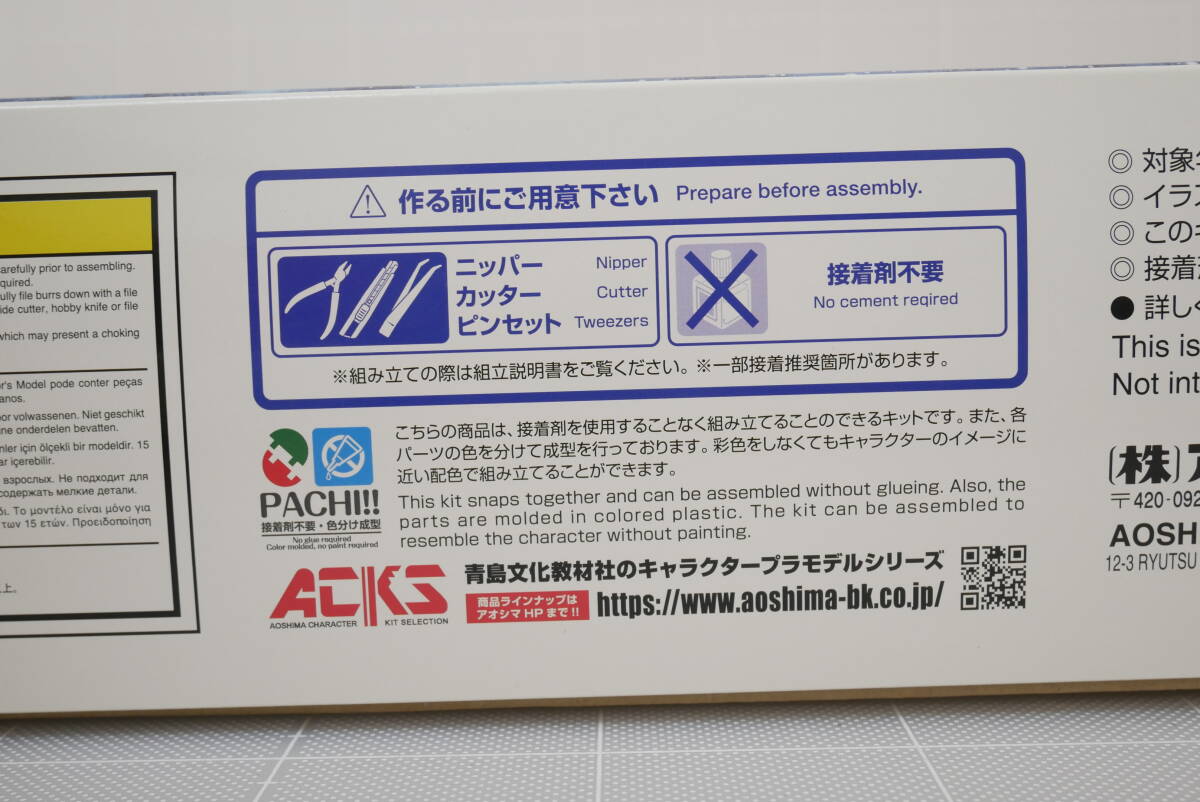 arefully prior to assembling.
quired.
ully file burrs down with a file
ide cutter, hobby knife or file
which may present a choking
or's Model pode conter peças
anos.
oor volwassenen. Niet geschikt
ine onderdelen bevatten.
nler için ölçekli bir modeldir. 15
ar içerebilir.
взрослых. Не подходит для
содержать мелкие детали.
δι. Το μοντέλο είναι μόνο για
των 15 ετών. Προειδοποίηση
上。
作る前にご用意下さい Prepare before assembly.
ニッパー Nipper
カッター Cutter
ピンセット Tweezers
接着剤不要
No cement reqired
※組み立ての際は組立説明書をご覧ください。※一部接着推奨箇所があります。
こちらの商品は、接着剤を使用することなく組み立てることのできるキットです。また、各
パーツの色を分けて成型を行っております。彩色をしなくてもキャラクターのイメージに
近い配色で組み立てることができます。
This kit snaps together and can be assembled without glueing. Also, the
parts are molded in colored plastic. The kit can be assembled to
resemble the character without painting.
PACHI!!
接着剤不要・色分け成型
No glue required
Color molded, no paint required
ACKS
AOSHIMA CHARACTER KIT SELECTION
青島文化教材社のキャラクタープラモデルシリーズ
商品ラインナップは
アオシマHPまで!!
https://www.aoshima-bk.co.jp/
◎ 対象
◎ イラ
◎ このキ
◎ 接着
● 詳し
This is
Not int
(株)ア
〒420-092
AOSH
12-3 RYUTSU